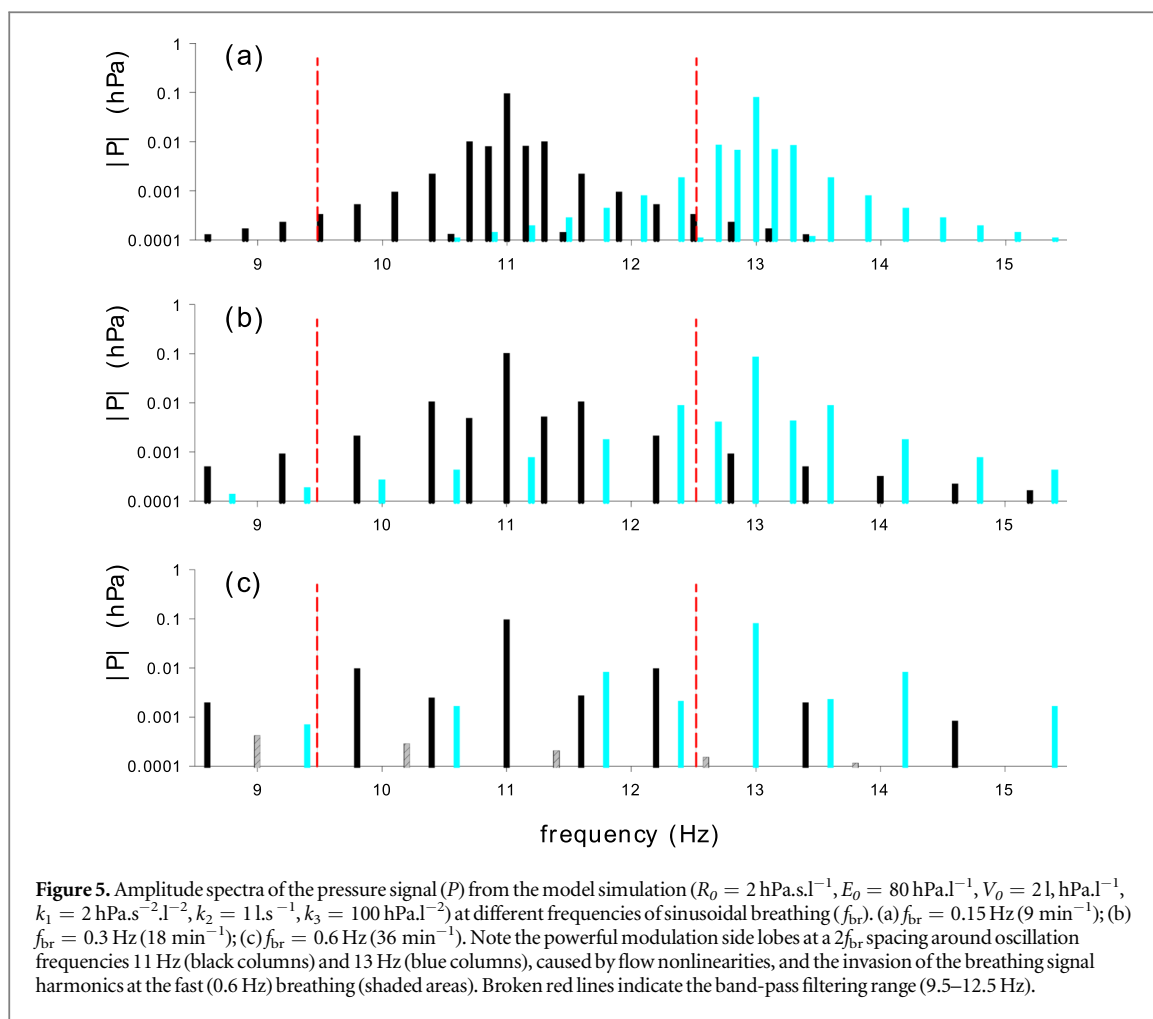 (a)
|P| (hPa)
1
0.1
0.01
0.001
0.0001
9 10 11 12 13 14 15
(b)
|P| (hPa)
1
0.1
0.01
0.001
0.0001
9 10 11 12 13 14 15
(c)
|P| (hPa)
1
0.1
0.01
0.001
0.0001
9 10 11 12 13 14 15
frequency (Hz)
Figure 5. Amplitude spectra of the pressure signal (P) from the model simulation (R₀ = 2 hPa.s.l⁻¹, E₀ = 80 hPa.l⁻¹, V₀ = 2 l, hPa.l⁻¹,
k₁ = 2 hPa.s⁻².l⁻², k₂ = 1 l.s⁻¹, k₃ = 100 hPa.l⁻²) at different frequencies of sinusoidal breathing (f_br). (a) f_br = 0.15 Hz (9 min⁻¹); (b)
f_br = 0.3 Hz (18 min⁻¹); (c) f_br = 0.6 Hz (36 min⁻¹). Note the powerful modulation side lobes at a 2f_br spacing around oscillation
frequencies 11 Hz (black columns) and 13 Hz (blue columns), caused by flow nonlinearities, and the invasion of the breathing signal
harmonics at the fast (0.6 Hz) breathing (shaded areas). Broken red lines indicate the band-pass filtering range (9.5–12.5 Hz).